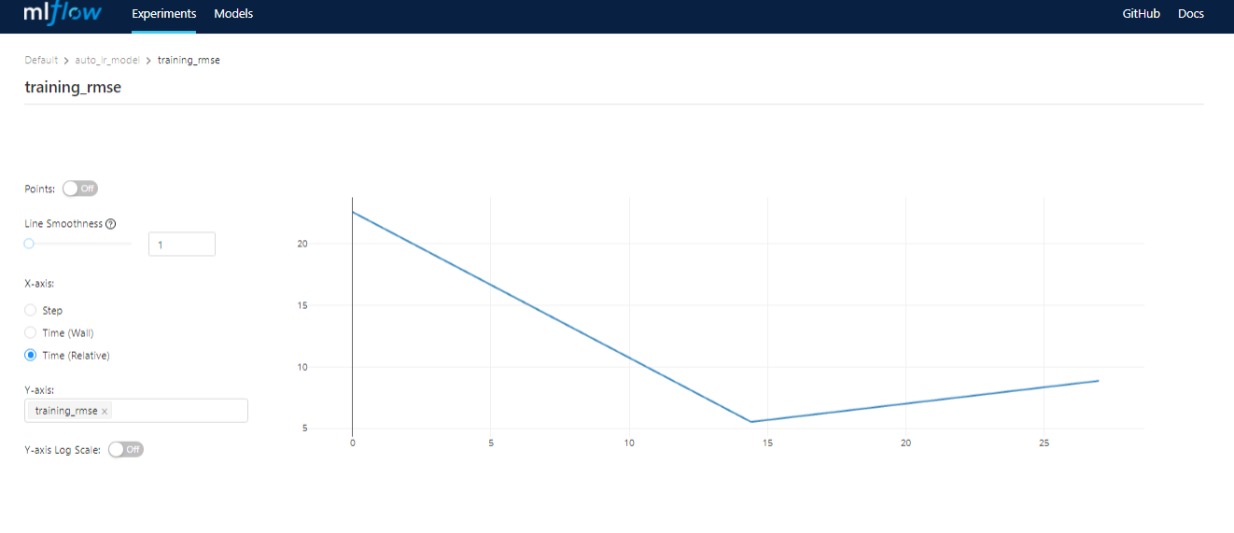 mlflow Experiments Models GitHub Docs
Default > auto_lr_model > training_rmse
training_rmse
Points: Off
Line Smoothness ?
1
X-axis:
Step
Time (Wall)
Time (Relative)
Y-axis:
training_rmse x
Y-axis Log Scale: Off
20
15
10
5
0 5 10 15 20 25